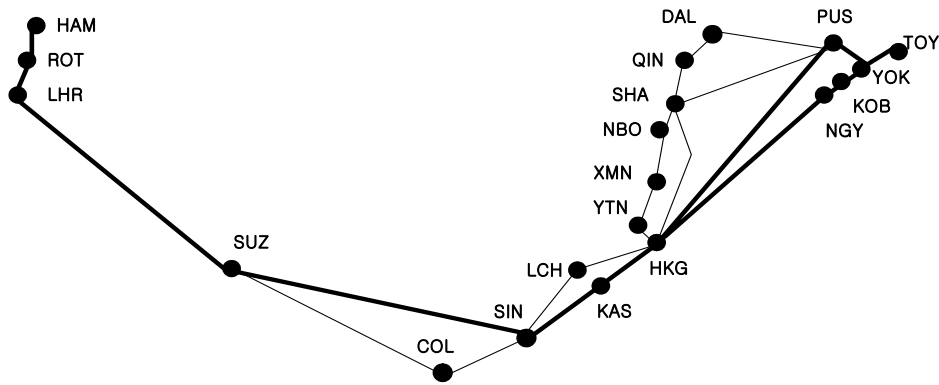 HAM
ROT
LHR
DAL
PUS
TOY
QIN
YOK
SHA
KOB
NBO
NGY
XMN
YTN
SUZ
LCH
HKG
KAS
SIN
COL